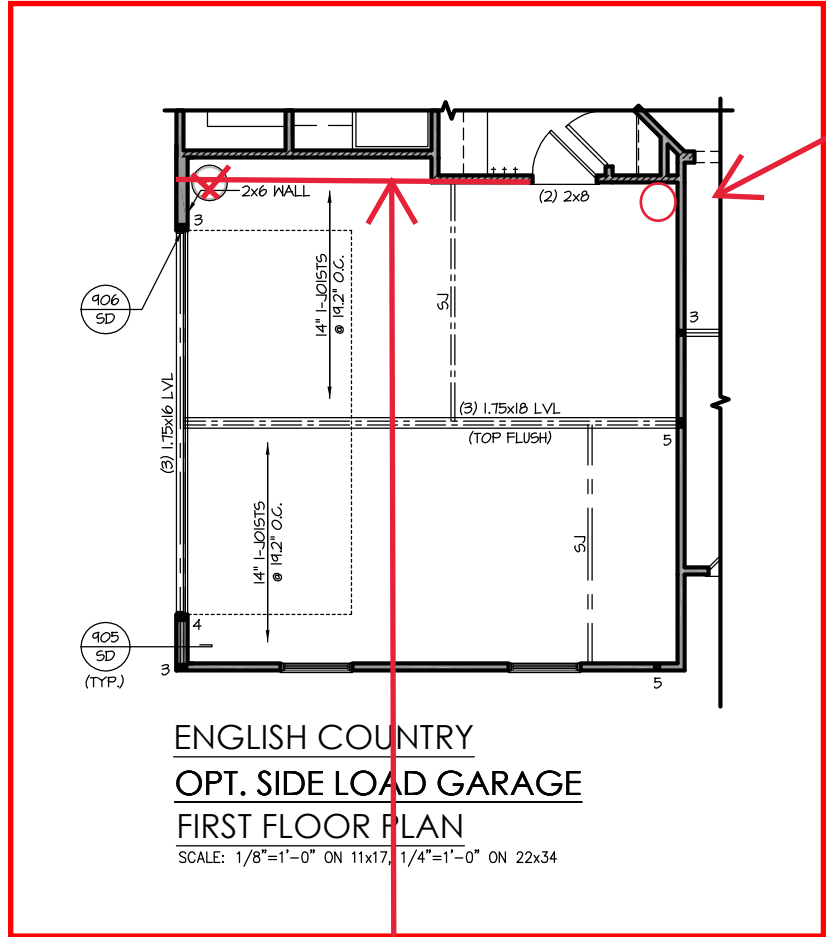 2x6 WALL
(2) 2x8
3
906
SD
14" I-JOISTS
@ 19.2" O.C.
SJ
3
(3) 1.75x16 LVL
(3) 1.75x18 LVL
(TOP FLUSH)
5
14" I-JOISTS
@ 19.2" O.C.
SJ
4
905
SD
(TYP.)
3
5
ENGLISH COUNTRY
OPT. SIDE LOAD GARAGE
FIRST FLOOR PLAN
SCALE: 1/8"=1'-0" ON 11x17, 1/4"=1'-0" ON 22x34